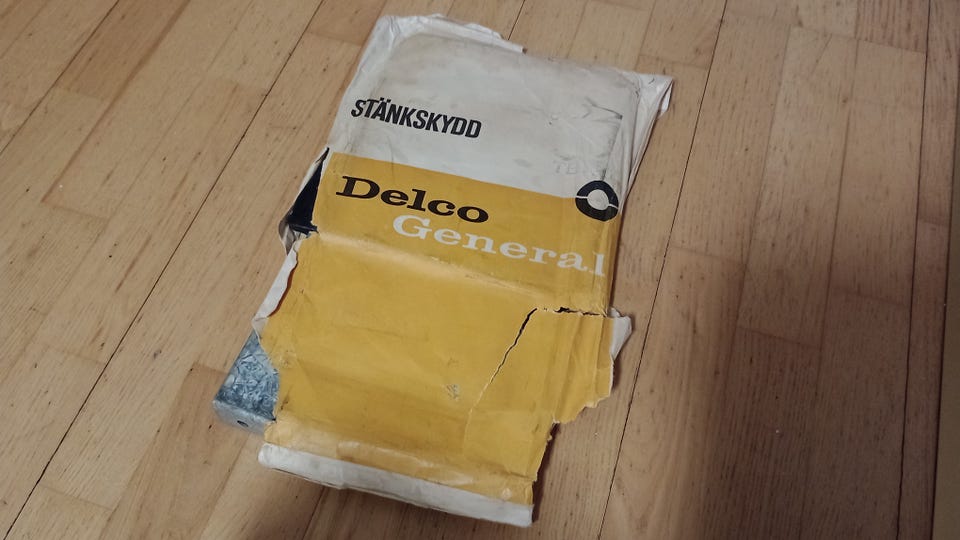 STÄNKSKYDD
Delco
General